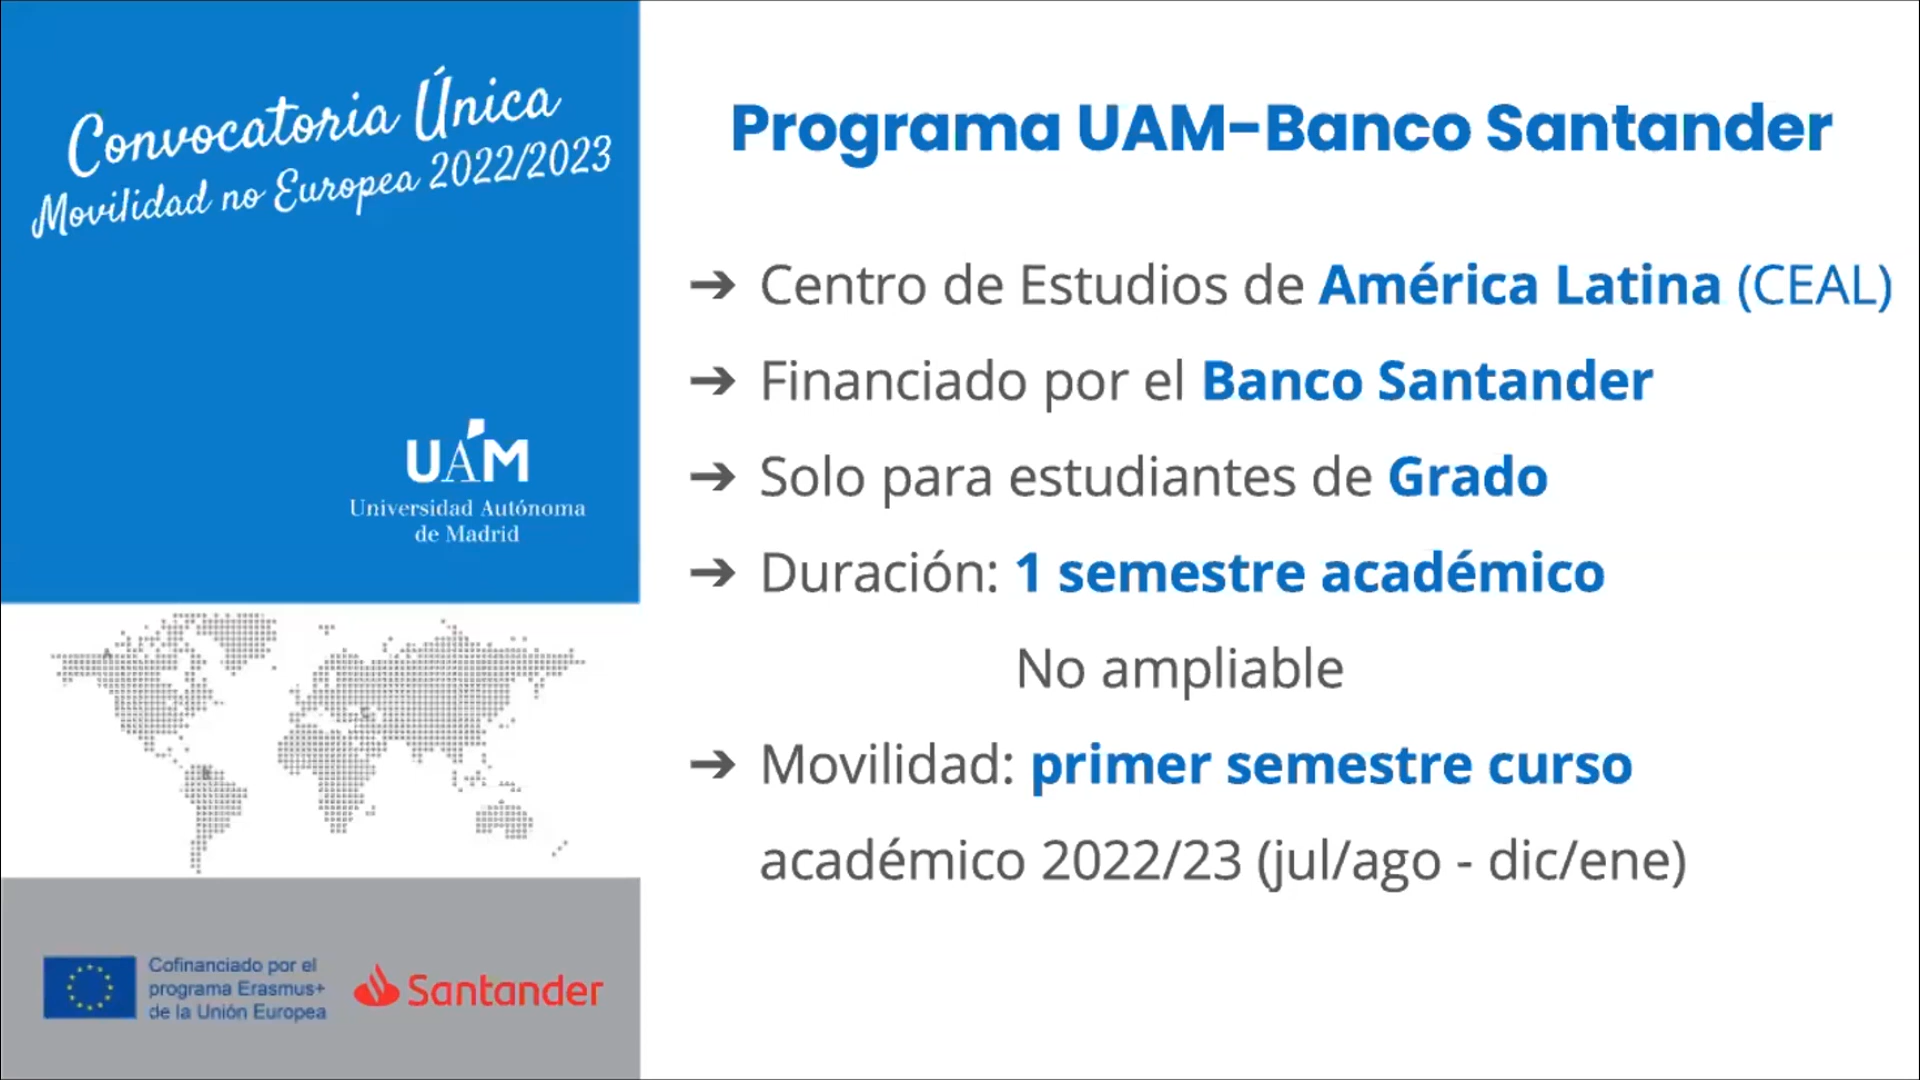 Convocatoria Única
Movilidad no Europea 2022/2023
UAM
Universidad Autónoma
de Madrid
Cofinanciado por el
programa Erasmus+
de la Unión Europea
Santander
Programa UAM-Banco Santander
➔ Centro de Estudios de América Latina (CEAL)
➔ Financiado por el Banco Santander
➔ Solo para estudiantes de Grado
➔ Duración: 1 semestre académico
No ampliable
➔ Movilidad: primer semestre curso
académico 2022/23 (jul/ago - dic/ene)